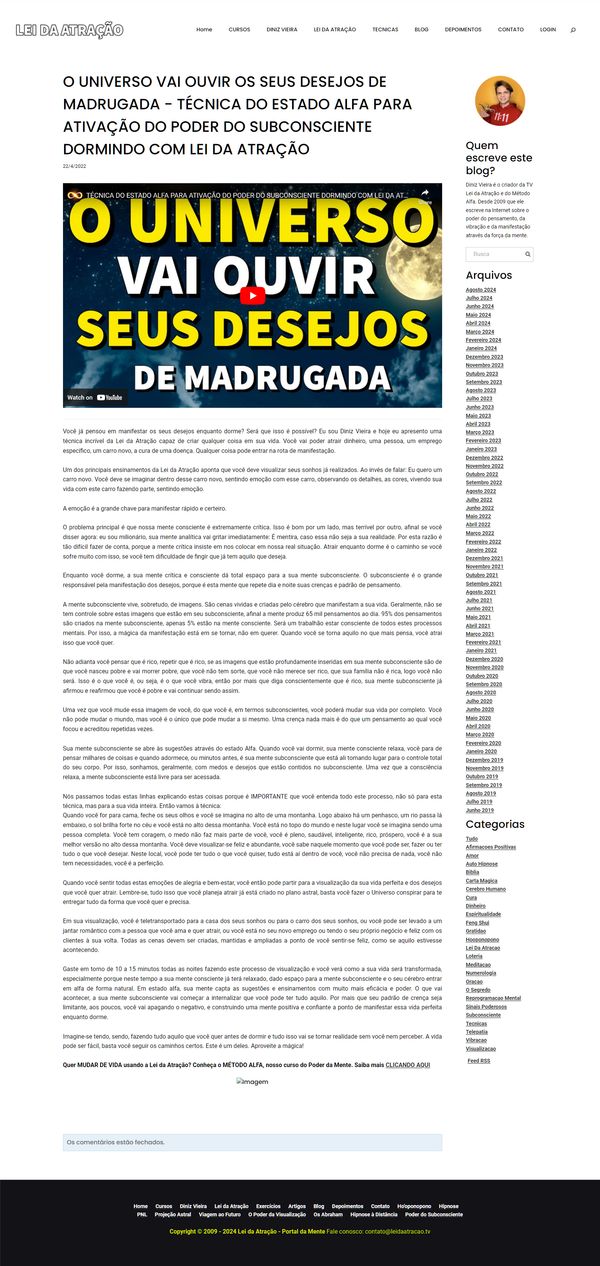 LEI DA ATRAÇÃO
Home CURSOS DINIZ VIEIRA LEI DA ATRAÇÃO TECNICAS BLOG DEPOIMENTOS CONTATO LOGIN
O UNIVERSO VAI OUVIR OS SEUS DESEJOS DE
MADRUGADA - TÉCNICA DO ESTADO ALFA PARA
ATIVAÇÃO DO PODER DO SUBCONSCIENTE
DORMINDO COM LEI DA ATRAÇÃO
22/4/2022
TÉCNICA DO ESTADO ALFA PARA ATIVAÇÃO DO PODER DO SUBCONSCIENTE DORMINDO COM LEI DA AT...
O UNIVERSO
VAI OUVIR
SEUS DESEJOS
DE MADRUGADA
Watch on YouTube
Você já pensou em manifestar os seus desejos enquanto dorme? Será que isso é possível? Eu sou Diniz Vieira e hoje eu apresento uma
técnica incrível da Lei da Atração capaz de criar qualquer coisa em sua vida. Você vai poder atrair dinheiro, uma pessoa, um emprego
específico, um carro novo, a cura de uma doença. Qualquer coisa pode entrar na rota de manifestação.
Um dos principais ensinamentos da Lei da Atração aponta que você deve visualizar seus sonhos já realizados. Ao invés de falar: Eu quero um
carro novo. Você deve se imaginar dentro desse carro novo, sentindo emoção com esse carro, observando os detalhes, as cores, vivendo sua
vida com este carro fazendo parte, sentindo emoção.
A emoção é a grande chave para manifestar rápido e certeiro.
O problema principal é que nossa mente consciente é extremamente crítica. Isso é bom por um lado, mas terrível por outro, afinal se você
disser agora: eu sou milionário, sua mente analítica vai gritar imediatamente: É mentira, caso essa não seja a sua realidade. Por esta razão é
tão difícil fazer de conta, porque a mente crítica insiste em nos colocar em nossa real situação. Atrair enquanto dorme é o caminho se você
sofre muito com isso, se você tem dificuldade de fingir que já tem aquilo que deseja.
Enquanto você dorme, a sua mente crítica e consciente dá total espaço para a sua mente subconsciente. O subconsciente é o grande
responsável pela manifestação dos desejos, porque é esta mente que repete dia e noite suas crenças e padrão de pensamento.
A mente subconsciente vive, sobretudo, de imagens. São cenas vividas e criadas pelo cérebro que manifestam a sua vida. Geralmente, não se
tem controle sobre estas imagens que estão em seu subconsciente, afinal a mente produz 65 mil pensamentos ao dia. 95% dos pensamentos
são criados na mente subconsciente, apenas 5% estão na mente consciente. Será um trabalhão estar consciente de todos estes processos
mentais. Por isso, a mágica da manifestação está em se tornar, não em querer. Quando você se torna aquilo no que mais pensa, você atrai
isso que você quer.
Não adianta você pensar que é rico, repetir que é rico, se as imagens que estão profundamente inseridas em sua mente subconsciente são de
que você nasceu pobre e vai morrer pobre, que você não tem sorte, que você não merece ser rico, que sua família não é rica, logo você não
será. Isso é o que você é, ou seja, é o que você vibra, então por mais que diga conscientemente que é rico, sua mente subconsciente já
afirmou e reafirmou que você é pobre e vai continuar sendo assim.
Uma vez que você mude essa imagem de você, do que você é, em termos subconscientes, você poderá mudar sua vida por completo. Você
não pode mudar o mundo, mas você é o único que pode mudar a si mesmo. Uma crença nada mais é do que um pensamento ao qual você
focou e acreditou repetidas vezes.
Sua mente subconsciente se abre às sugestões através do estado Alfa. Quando você vai dormir, sua mente consciente relaxa, você para de
pensar milhares de coisas e quando adormece, ou minutos antes, é sua mente subconsciente que está ali tomando lugar para o controle total
do seu corpo. Por isso, sonhamos, geralmente, com medos e desejos que estão contidos no subconsciente. Uma vez que a consciência
relaxa, a mente subconsciente está livre para ser acessada.
Nós passamos todas estas linhas explicando estas coisas porque é IMPORTANTE que você entenda todo este processo, não só para esta
técnica, mas para a sua vida inteira. Então vamos à técnica:
Quando você for para cama, feche os seus olhos e você se imagina no alto de uma montanha. Logo abaixo há um penhasco, um rio passa lá
embaixo, o sol brilha forte no céu e você está no alto dessa montanha. Você está no topo do mundo e neste lugar você se imagina sendo uma
pessoa completa. Você tem coragem, o medo não faz mais parte de você, você é pleno, saudável, inteligente, rico, próspero, você é a sua
melhor versão no alto dessa montanha. Você deve visualizar-se feliz e abundante, você sabe naquele momento que você pode ser, fazer ou ter
tudo o que você desejar. Neste local, você pode ter tudo o que você quiser, tudo está aí dentro de você, você não precisa de nada, você não
tem necessidades, você é a perfeição.
Quando você sentir todas estas emoções de alegria e bem-estar, você então pode partir para a visualização da sua vida perfeita e dos desejos
que você quer atrair. Lembre-se, tudo isso que você planeja atrair já está criado no plano astral, basta você fazer o Universo conspirar para te
entregar tudo da forma que você quer e precisa.
Em sua visualização, você é teletransportado para a casa dos seus sonhos ou para o carro dos seus sonhos, ou você pode ser levado a um
jantar romântico com a pessoa que você ama e quer atrair, ou você está no seu novo emprego ou tendo o seu próprio negócio e feliz com os
clientes à sua volta. Todas as cenas devem ser criadas, mantidas e ampliadas a ponto de você sentir-se feliz, como se aquilo estivesse
acontecendo.
Gaste em torno de 10 a 15 minutos todas as noites fazendo este processo de visualização e você verá como a sua vida será transformada,
especialmente porque neste tempo a sua mente consciente já terá relaxado, dado espaço para a mente subconsciente e o seu cérebro entrar
em alfa de forma natural. Em estado alfa, sua mente capta as sugestões e ensinamentos com muito mais eficácia e poder. O que vai
acontecer, a sua mente subconsciente vai começar a internalizar que você pode ter tudo aquilo. Por mais que seu padrão de crença seja
limitante, aos poucos, você vai apagando o negativo, e construindo uma mente positiva e confiante a ponto de manifestar essa vida perfeita
enquanto dorme.
Imagine-se tendo, sendo, fazendo tudo aquilo que você quer antes de dormir e tudo isso vai se tornar realidade sem você nem perceber. A vida
pode ser fácil, basta você seguir os caminhos certos. Este é um deles. Aproveite a mágica!
Quer MUDAR DE VIDA usando a Lei da Atração? Conheça o MÉTODO ALFA, nosso curso do Poder da Mente. Saiba mais CLICANDO AQUI
Imagem
Os comentários estão fechados.
11:11
Quem
escreve este
blog?
Diniz Vieira é o criador da TV
Lei da Atração e do Método
Alfa. Desde 2009 que ele
escreve na Internet sobre o
poder do pensamento, da
vibração e da manifestação
através da força da mente.
Busca
Arquivos
Agosto 2024
Julho 2024
Junho 2024
Maio 2024
Abril 2024
Março 2024
Fevereiro 2024
Janeiro 2024
Dezembro 2023
Novembro 2023
Outubro 2023
Setembro 2023
Agosto 2023
Julho 2023
Junho 2023
Maio 2023
Abril 2023
Março 2023
Fevereiro 2023
Janeiro 2023
Dezembro 2022
Novembro 2022
Outubro 2022
Setembro 2022
Agosto 2022
Julho 2022
Junho 2022
Maio 2022
Abril 2022
Março 2022
Fevereiro 2022
Janeiro 2022
Dezembro 2021
Novembro 2021
Outubro 2021
Setembro 2021
Agosto 2021
Julho 2021
Junho 2021
Maio 2021
Abril 2021
Março 2021
Fevereiro 2021
Janeiro 2021
Dezembro 2020
Novembro 2020
Outubro 2020
Setembro 2020
Agosto 2020
Julho 2020
Junho 2020
Maio 2020
Abril 2020
Março 2020
Fevereiro 2020
Janeiro 2020
Dezembro 2019
Novembro 2019
Outubro 2019
Setembro 2019
Agosto 2019
Julho 2019
Junho 2019
Categorias
Tudo
Afirmacoes Positivas
Amor
Auto Hipnose
Bíblia
Carta Magica
Cerebro Humano
Cura
Dinheiro
Espiritualidade
Feng Shui
Gratidao
Hooponopono
Lei Da Atracao
Loteria
Meditacao
Numerologia
Oracao
O Segredo
Reprogramacao Mental
Sinais Poderosos
Subconsciente
Tecnicas
Telepatia
Vibracao
Visualizacao
Feed RSS
Home Cursos Diniz Vieira Lei da Atração Exercícios Artigos Blog Depoimentos Contato Ho'oponopono Hipnose
PNL Projeção Astral Viagem ao Futuro O Poder da Visualização Os Abraham Hipnose à Distância Poder do Subconsciente
Copyright © 2009 - 2024 Lei da Atração - Portal da Mente Fale conosco: contato@leidaatracao.tv